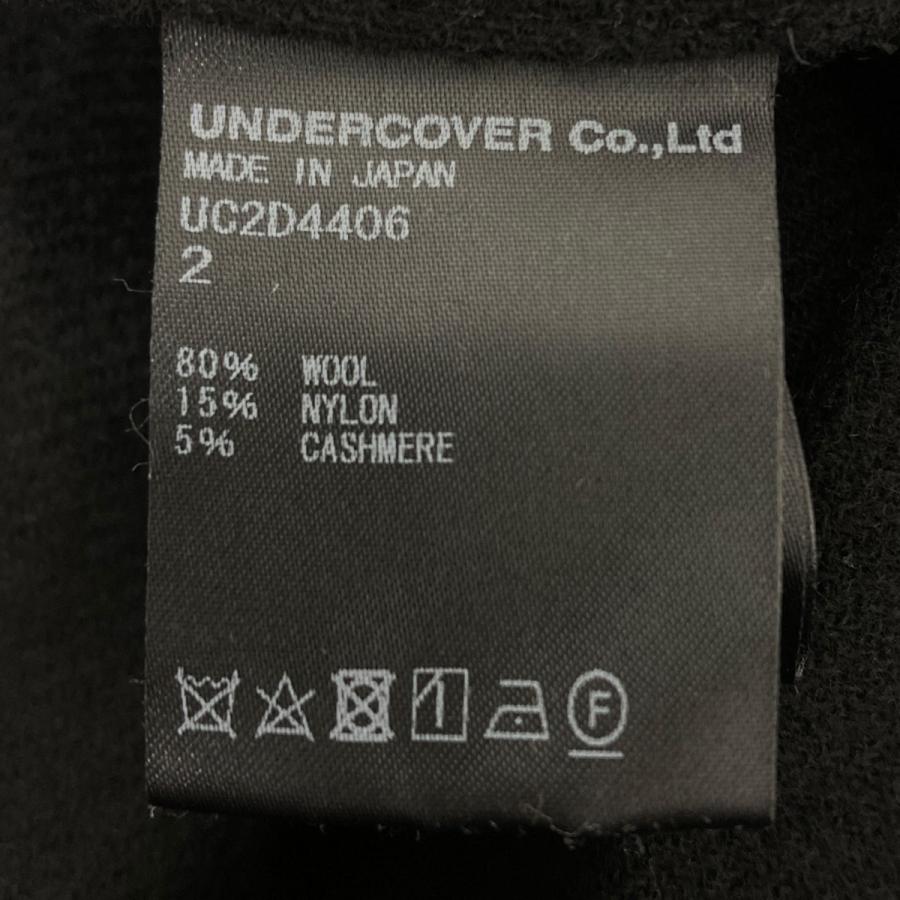 UNDERCOVER Co.,Ltd
MADE IN JAPAN
UC2D4406
2
80% WOOL
15% NYLON
5% CASHMERE
F